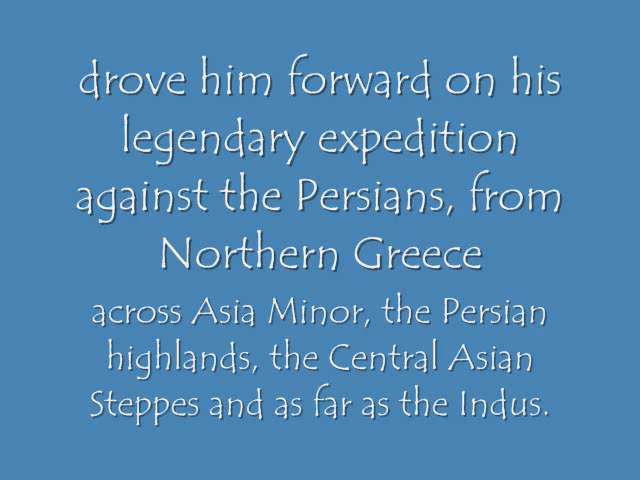 drove him forward on his
legendary expedition
against the Persians, from
Northern Greece
across Asia Minor, the Persian
highlands, the Central Asian
Steppes and as far as the Indus.